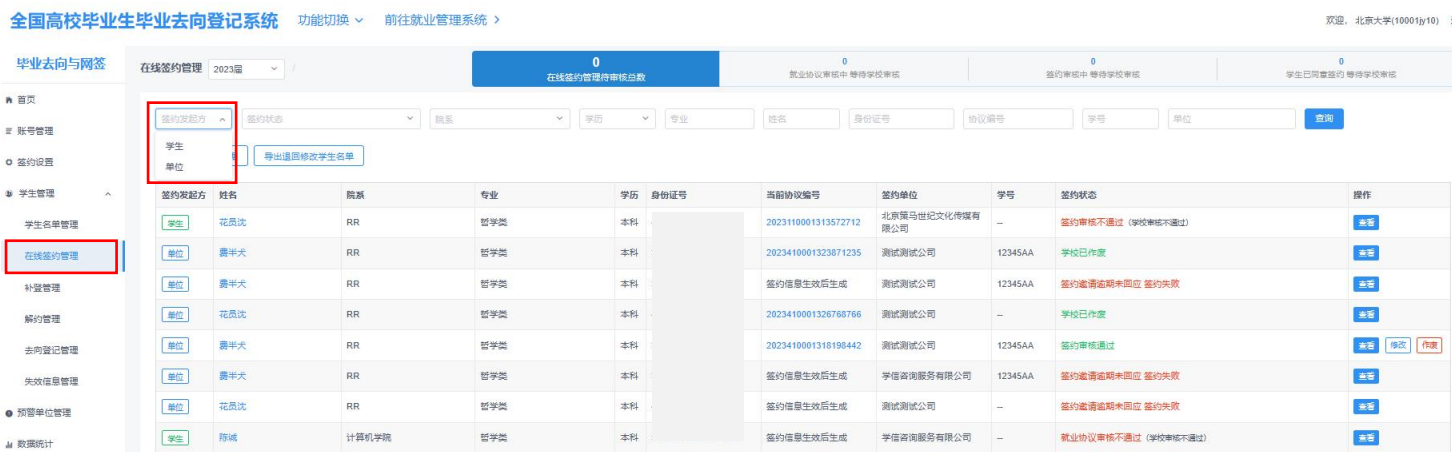 全国高校毕业生毕业去向登记系统 功能切换 前往就业管理系统 > 欢迎, 北京大学(10001jy10)
毕业去向与网签
在线签约管理 2023届 /
0
在线签约管理待审核总数
0
就业协议审核中 等待学校审核
0
签约审核中 等待学校审核
0
学生已同意签约 等待学校审核
首页
账号管理
签约设置
学生管理
学生名单管理
在线签约管理
补登管理
解约管理
去向登记管理
失效信息管理
预警单位管理
数据统计
签约发起方 签约状态 院系 学历 专业 姓名 身份证号 协议编号 学号 单位 查询
学生
单位
导出退回修改学生名单
签约发起方 姓名 院系 专业 学历 身份证号 当前协议编号 签约单位 学号 签约状态 操作
学生 花员沈 RR 哲学类 本科 2023110001313572712 北京策马世纪文化传媒有限公司 -- 签约审核不通过 (学校审核不通过) 查看
单位 龚半犬 RR 哲学类 本科 2023410001323871235 测试测试公司 12345AA 学校已作废 查看
单位 龚半犬 RR 哲学类 本科 签约信息生效后生成 测试测试公司 12345AA 签约邀请逾期未回应 签约失败 查看
单位 花员沈 RR 哲学类 本科 2023410001326768766 测试测试公司 -- 学校已作废 查看
单位 龚半犬 RR 哲学类 本科 2023410001318198442 测试测试公司 12345AA 签约审核通过 查看 修改 作废
单位 龚半犬 RR 哲学类 本科 签约信息生效后生成 学信咨询服务有限公司 12345AA 签约邀请逾期未回应 签约失败 查看
单位 花员沈 RR 哲学类 本科 签约信息生效后生成 测试测试公司 -- 签约邀请逾期未回应 签约失败 查看
学生 陈诚 计算机学院 哲学类 本科 签约信息生效后生成 学信咨询服务有限公司 -- 就业协议审核不通过 (学校审核不通过) 查看